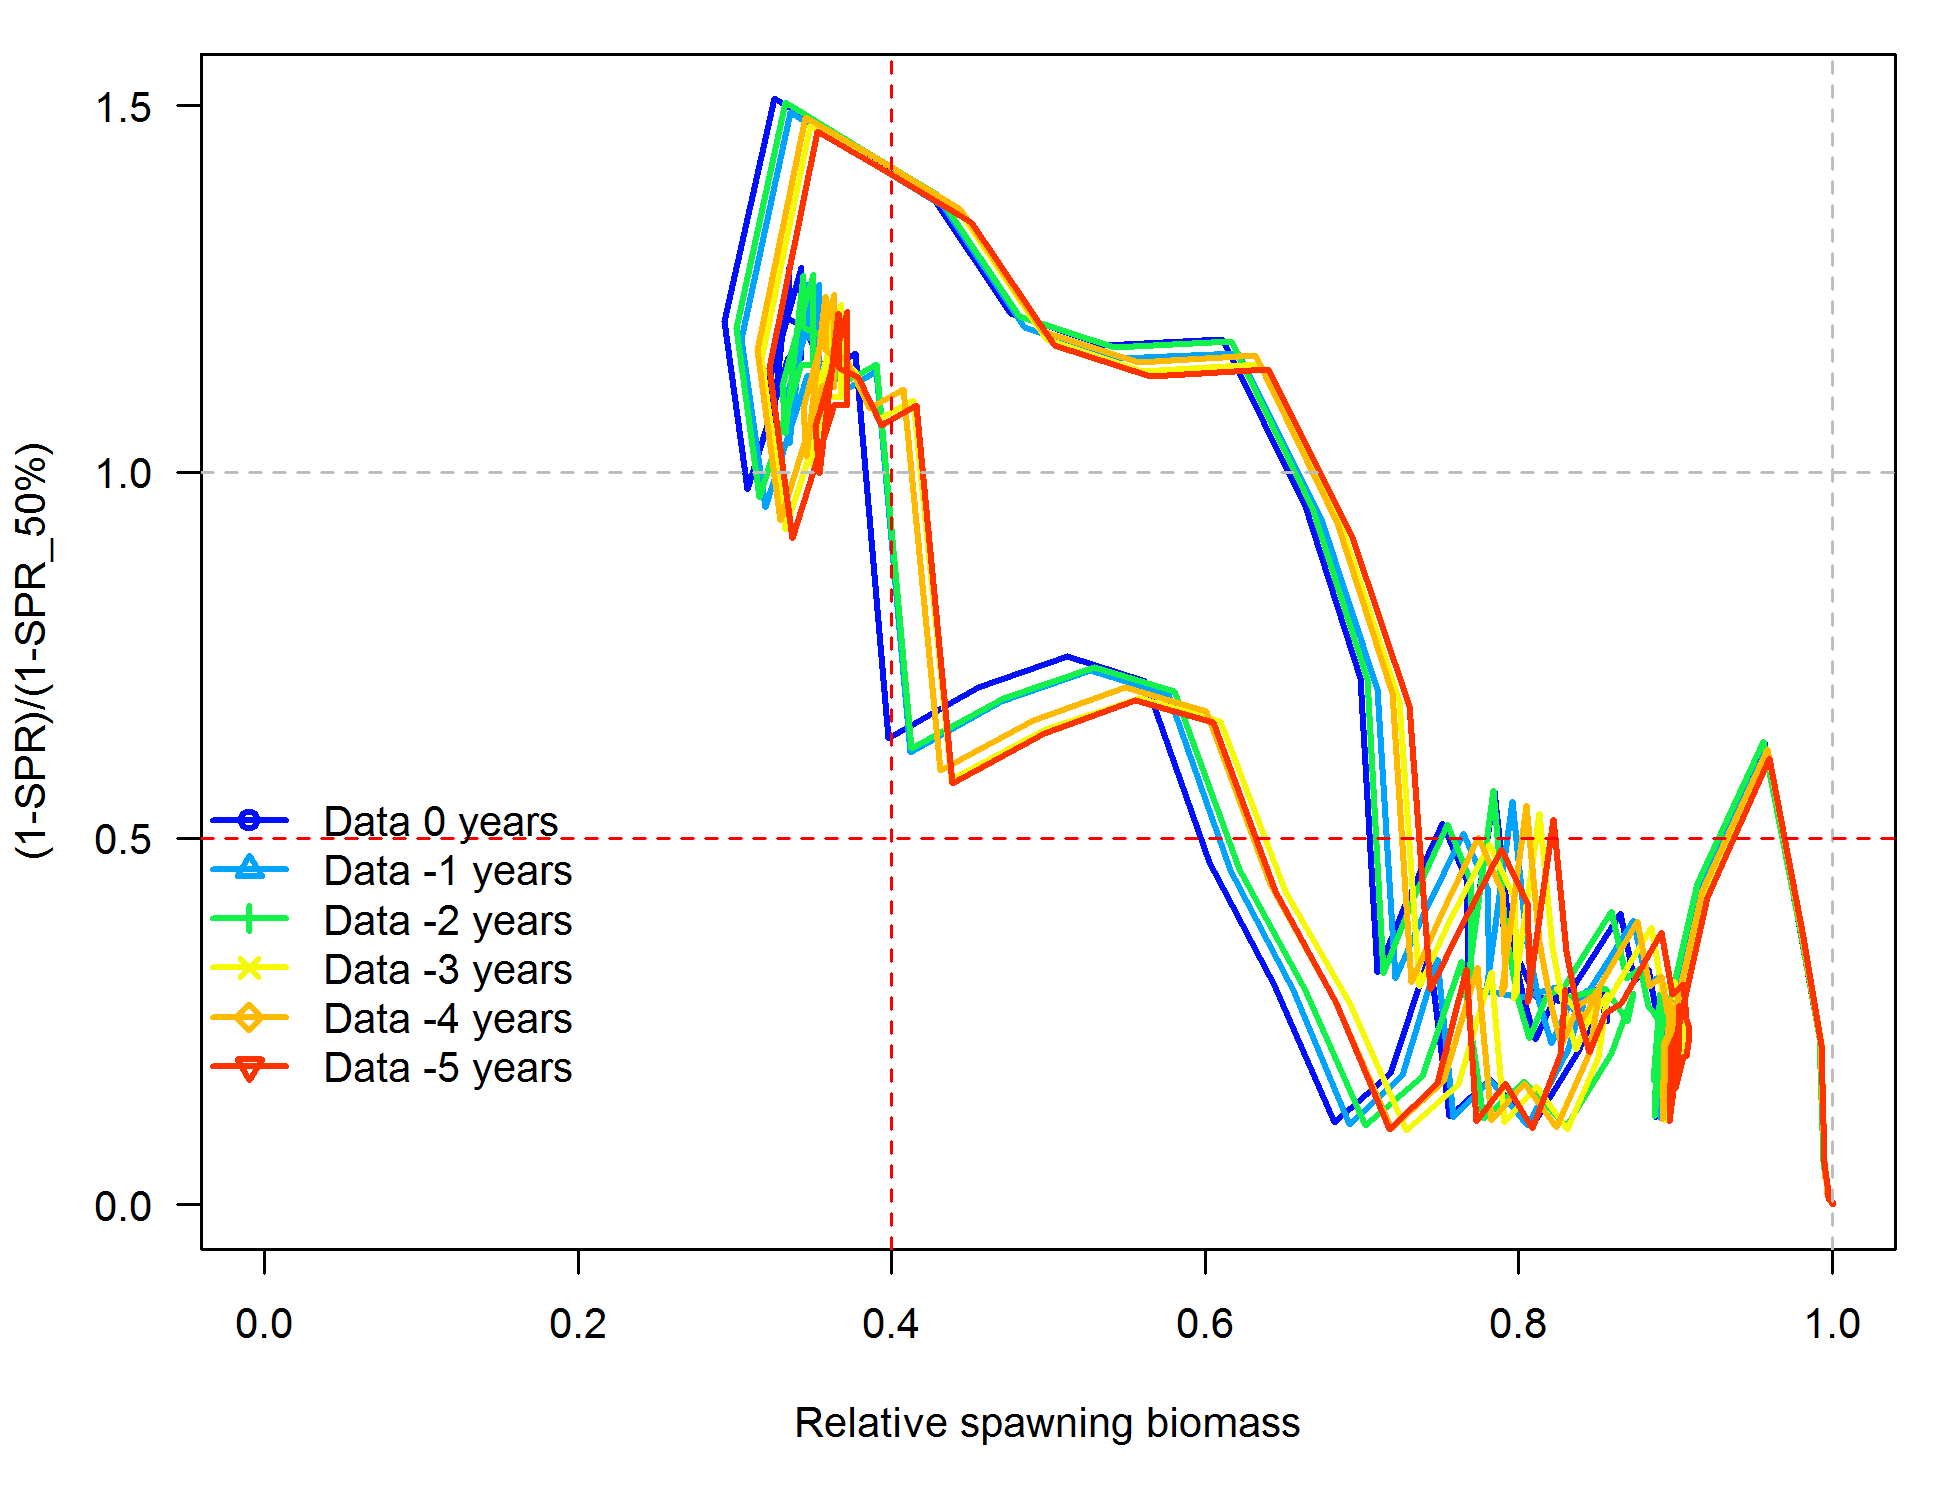 1.5
1.0
0.5
0.0
(1-SPR)/(1-SPR_50%)
Data 0 years
Data -1 years
Data -2 years
Data -3 years
Data -4 years
Data -5 years
0.0 0.2 0.4 0.6 0.8 1.0
Relative spawning biomass